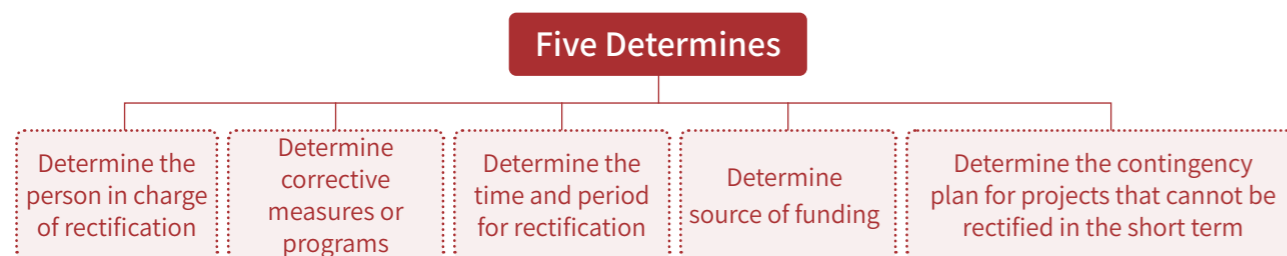 Five Determines
Determine the
person in charge
of rectification
Determine
corrective
measures or
programs
Determine the
time and period
for rectification
Determine
source of funding
Determine the contingency
plan for projects that cannot be
rectified in the short term